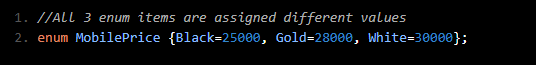 1. //All 3 enum items are assigned different values
2. enum MobilePrice {Black=25000, Gold=28000, White=30000};